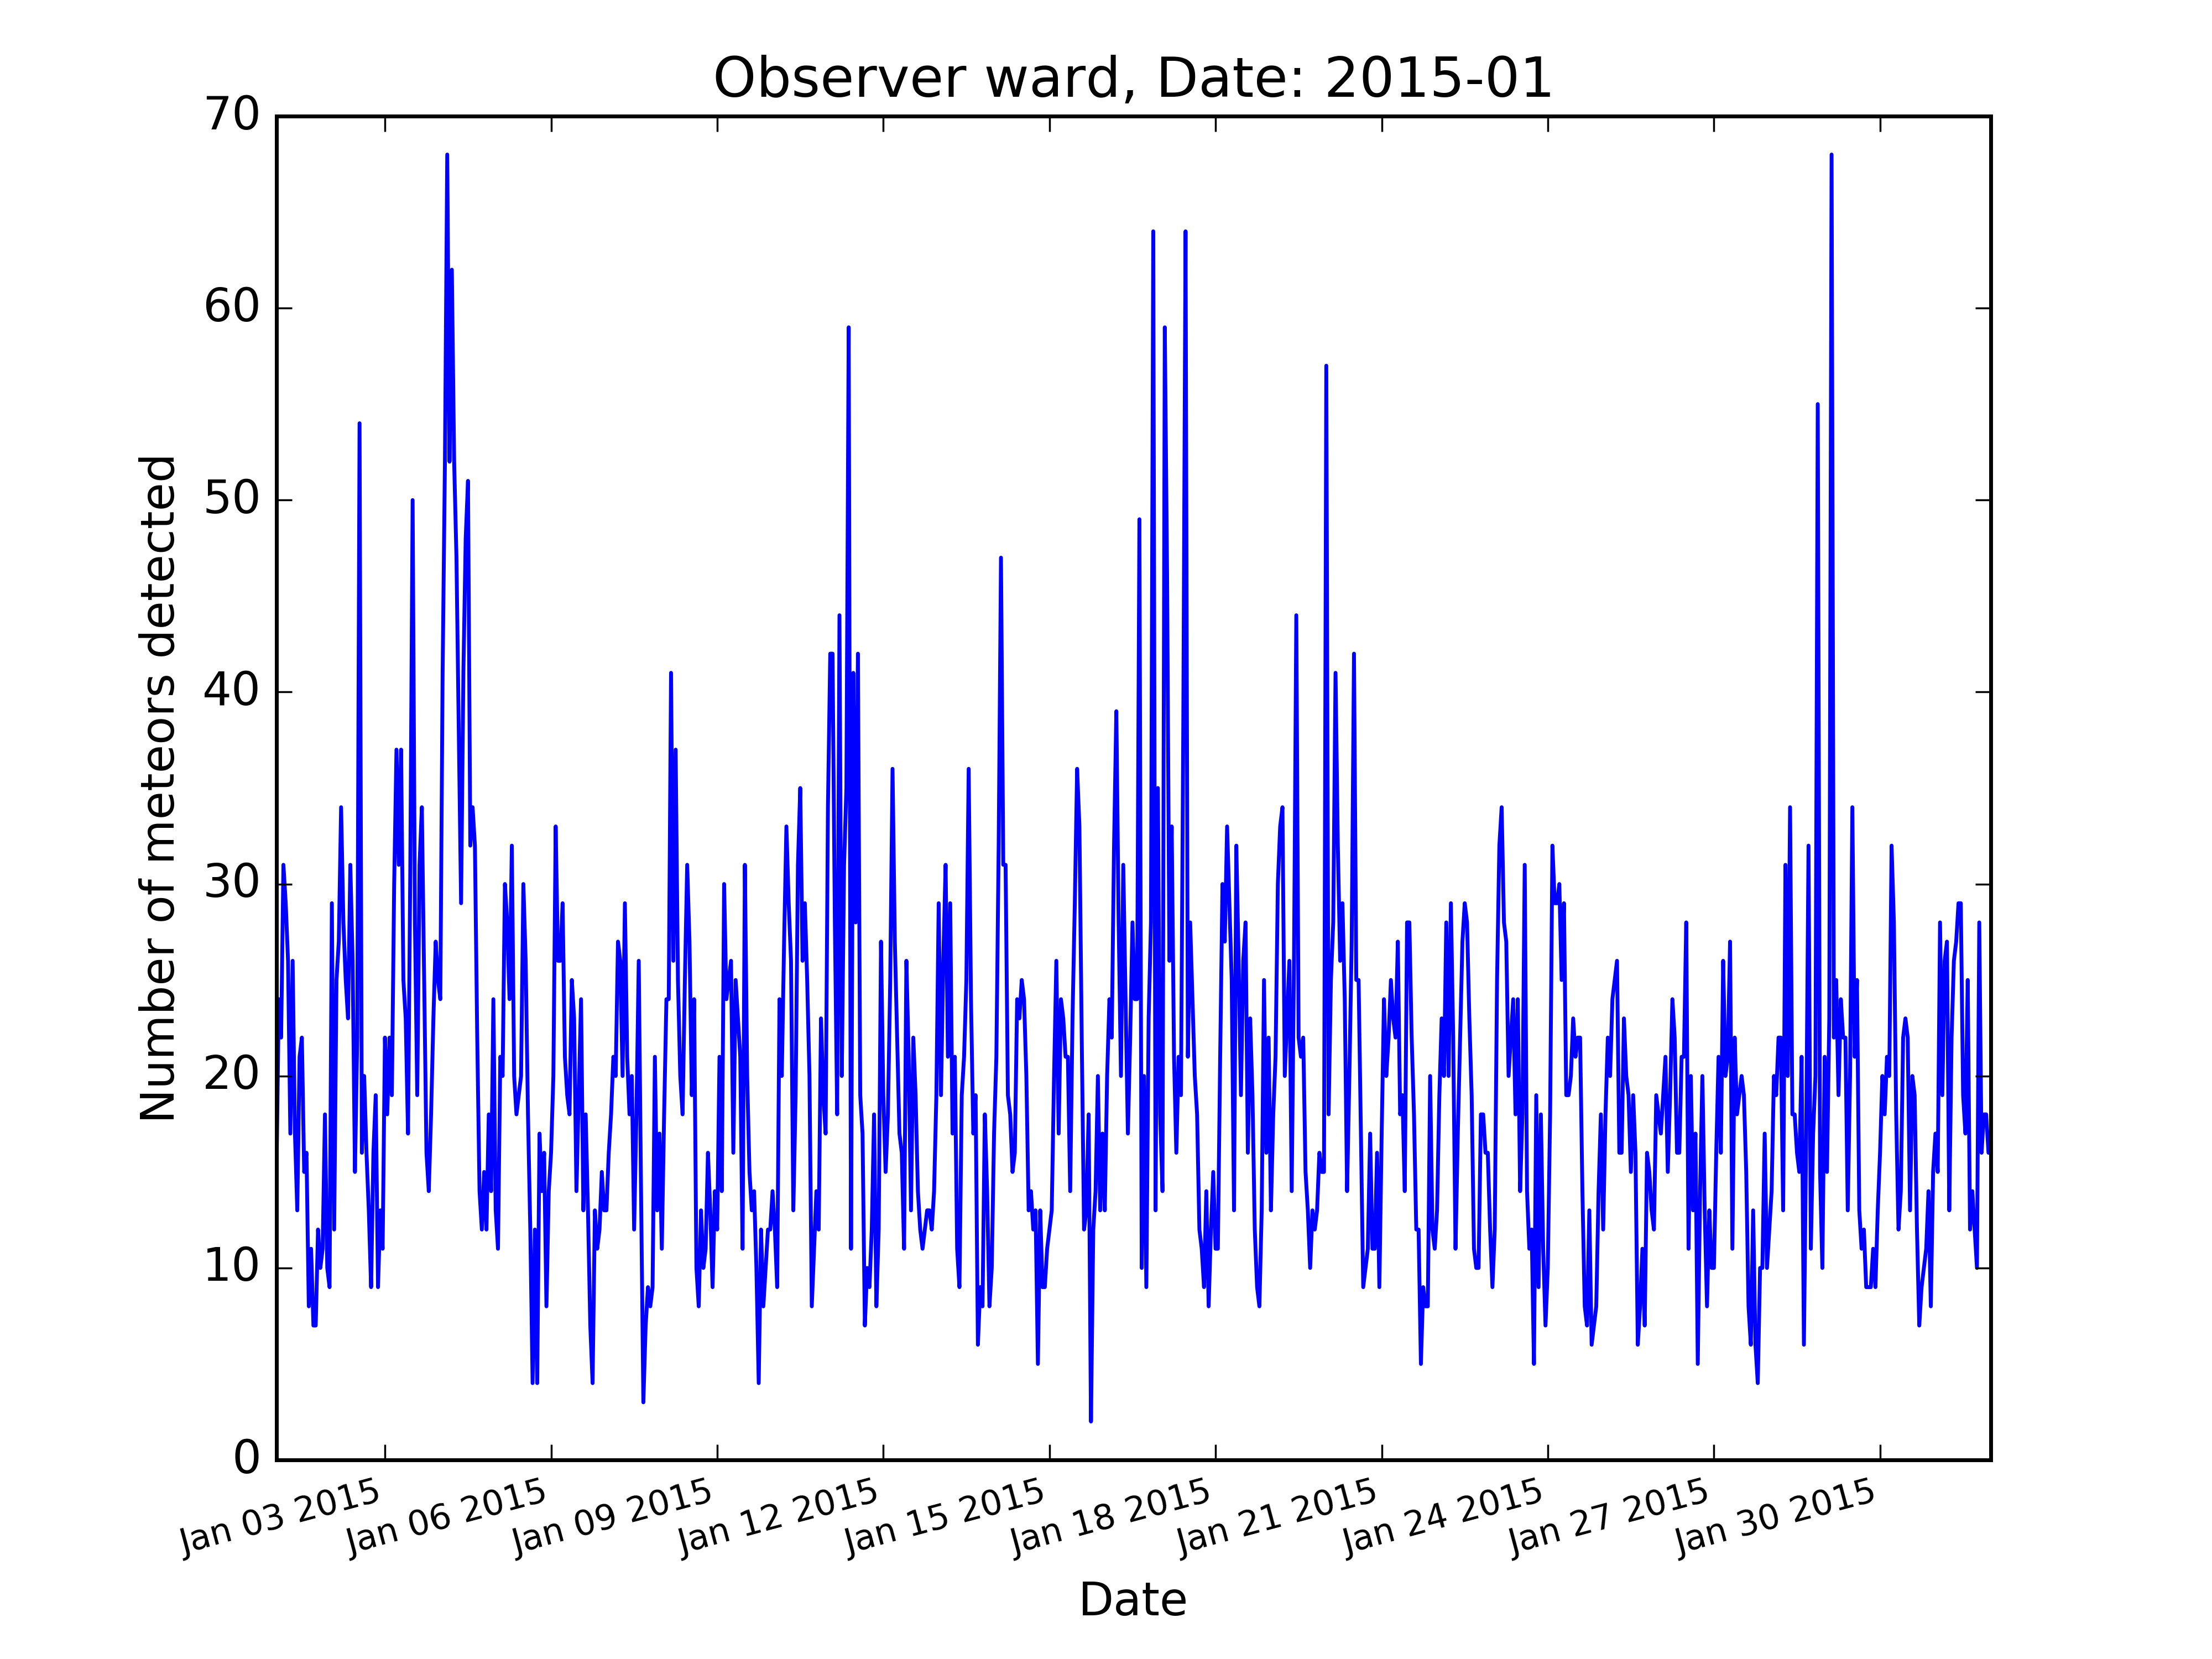 Observer ward, Date: 2015-01
Number of meteors detected
70
60
50
40
30
20
10
0
Jan 03 2015
Jan 06 2015
Jan 09 2015
Jan 12 2015
Jan 15 2015
Jan 18 2015
Jan 21 2015
Jan 24 2015
Jan 27 2015
Jan 30 2015
Date